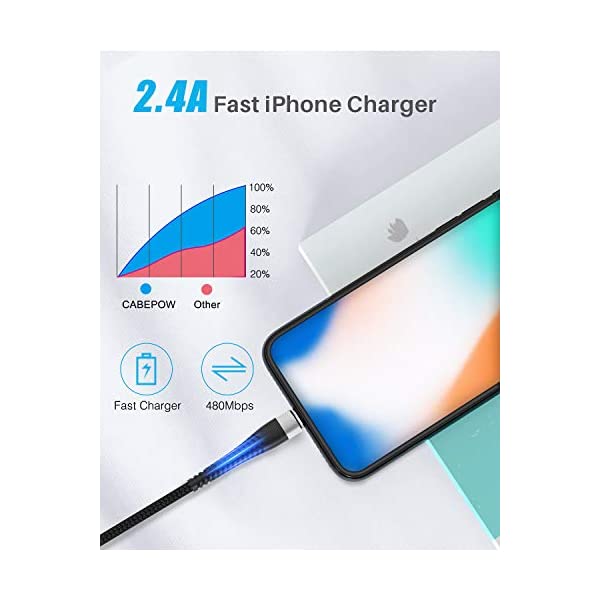 2.4A Fast iPhone Charger
100%
80%
60%
40%
20%
CABEPOW
Other
Fast Charger
480Mbps